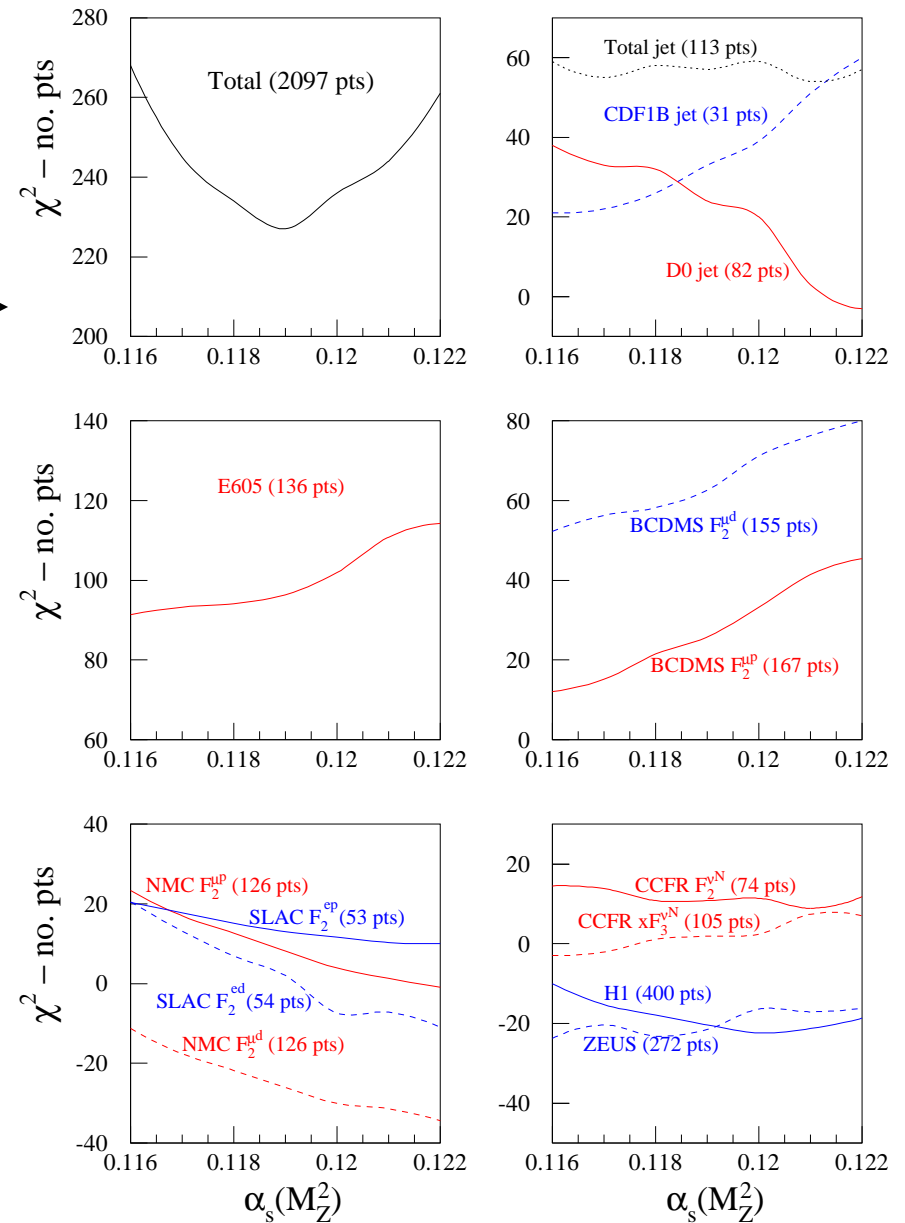 280
260
240
220
200
χ² – no. pts
Total (2097 pts)
0.116
0.118
0.12
0.122
60
40
20
0
Total jet (113 pts)
CDF1B jet (31 pts)
D0 jet (82 pts)
0.116
0.118
0.12
0.122
140
120
100
80
60
χ² – no. pts
E605 (136 pts)
0.116
0.118
0.12
0.122
80
60
40
20
0
BCDMS F₂^μd (155 pts)
BCDMS F₂^μp (167 pts)
0.116
0.118
0.12
0.122
40
20
0
-20
-40
χ² – no. pts
NMC F₂^μp (126 pts)
SLAC F₂^ep (53 pts)
SLAC F₂^ed (54 pts)
NMC F₂^μd (126 pts)
0.116
0.118
0.12
0.122
α_s(M_Z²)
20
0
-20
-40
CCFR F₂^νN (74 pts)
CCFR xF₃^νN (105 pts)
H1 (400 pts)
ZEUS (272 pts)
0.116
0.118
0.12
0.122
α_s(M_Z²)